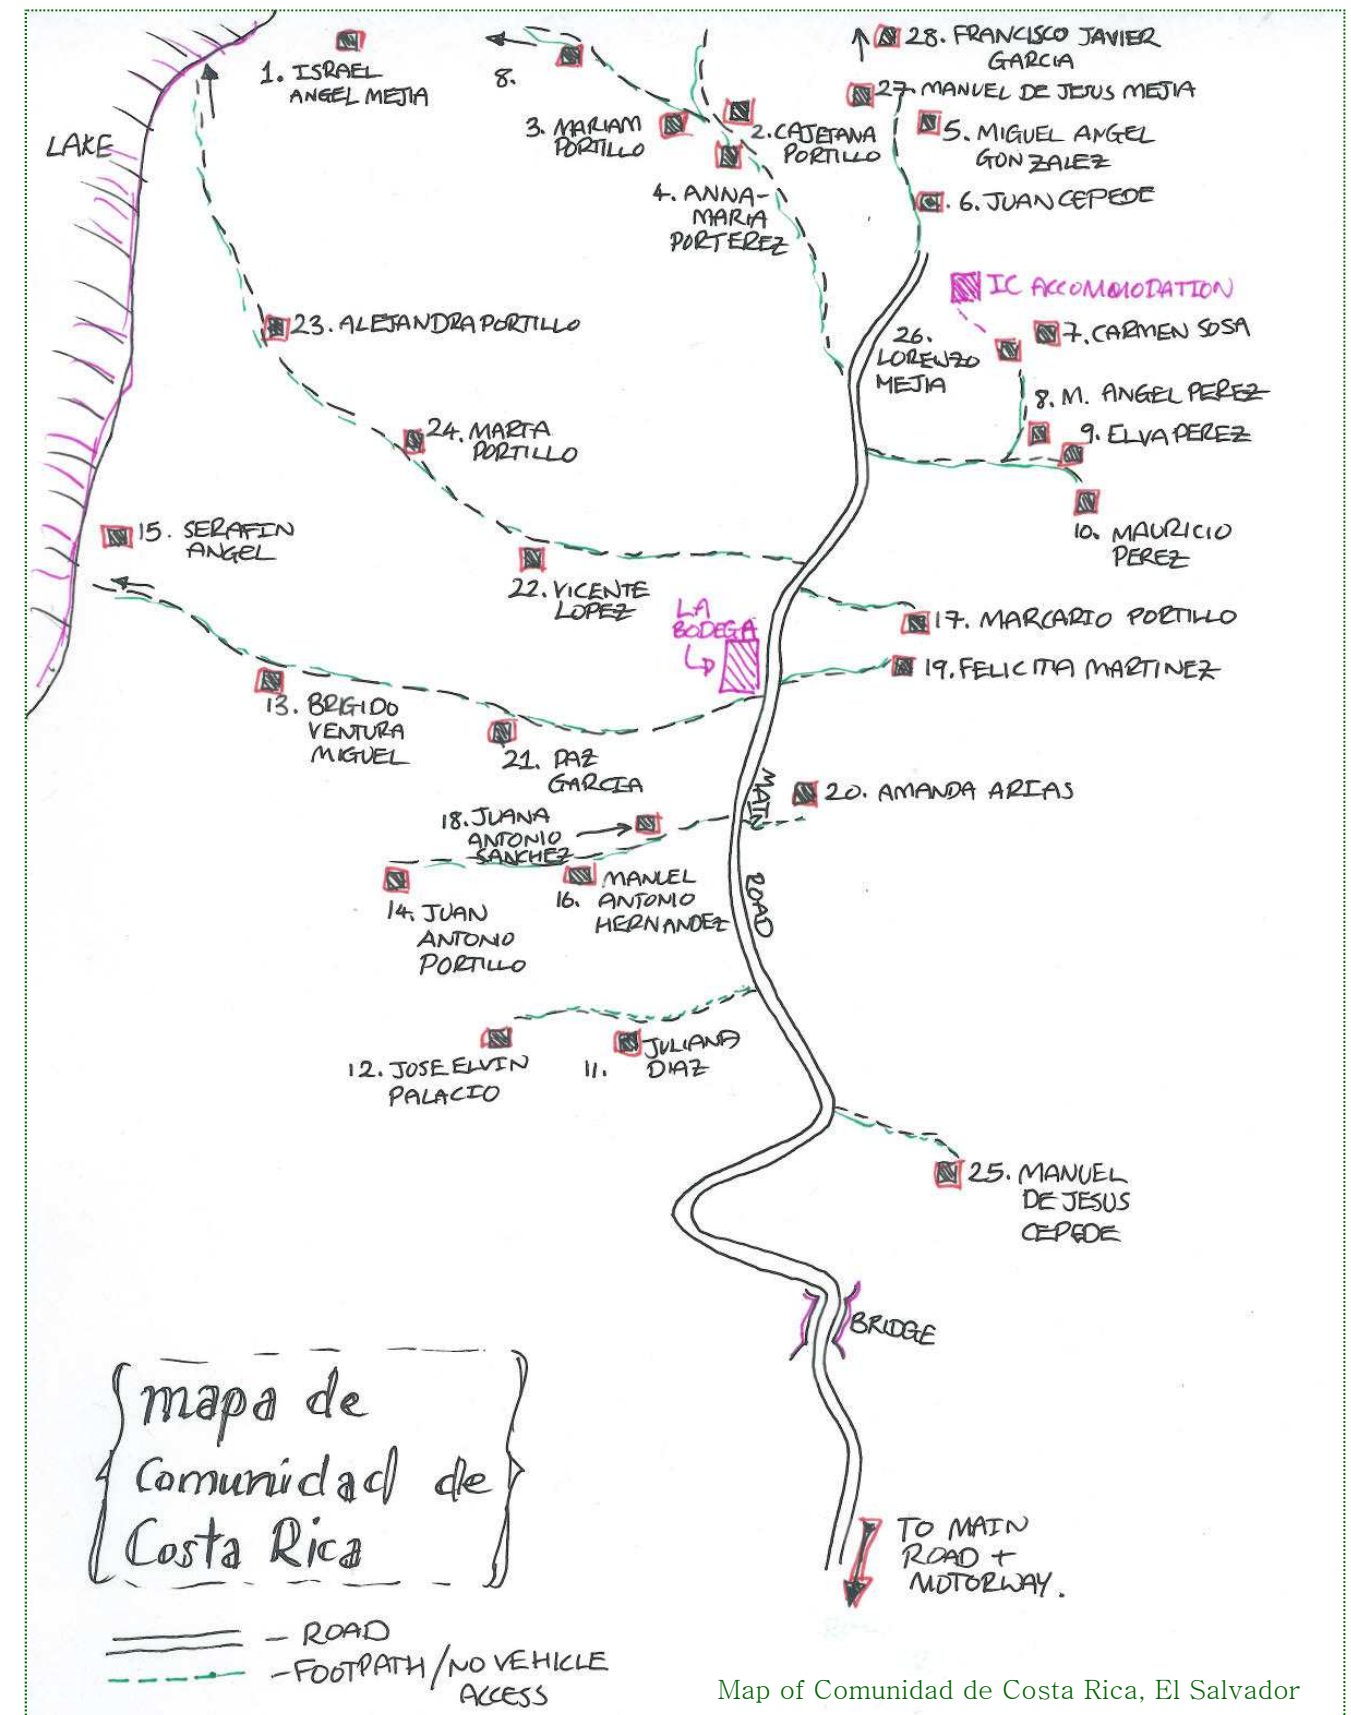 28. FRANCISCO JAVIER
GARCIA
1. ISRAEL
ANGEL MEJIA
8.
27. MANUEL DE JESUS MEJIA
3. MARIAM
PORTILLO
2. CAJETANA
PORTILLO
5. MIGUEL ANGEL
GONZALEZ
LAKE
4. ANNA-
MARIA
PORTEREZ
6. JUAN CEPEDE
IC ACCOMMODATION
23. ALEJANDRA PORTILLO
26.
LORENZO
MEJIA
7. CARMEN SOSA
8. M. ANGEL PEREZ
24. MARTA
PORTILLO
9. ELVA PEREZ
15. SERAFIN
ANGEL
10. MAURICIO
PEREZ
22. VICENTE
LOPEZ
LA
BODEGA
17. MARCARIO PORTILLO
19. FELICITIA MARTINEZ
13. BRIGIDO
VENTURA
MIGUEL
21. PAZ
GARCIA
MAIN
ROAD
20. AMANDA ARIAS
18. JUANA
ANTONIO
SANCHEZ
16. MANUEL
ANTONIO
HERNANDEZ
14. JUAN
ANTONIO
PORTILLO
12. JOSE ELVIN
PALACIO
11. JULIANA
DIAZ
25. MANUEL
DE JESUS
CEPEDE
BRIDGE
mapa de
Comunidad de
Costa Rica
TO MAIN
ROAD +
MOTORWAY.
- ROAD
- FOOTPATH / NO VEHICLE
ACCESS
Map of Comunidad de Costa Rica, El Salvador